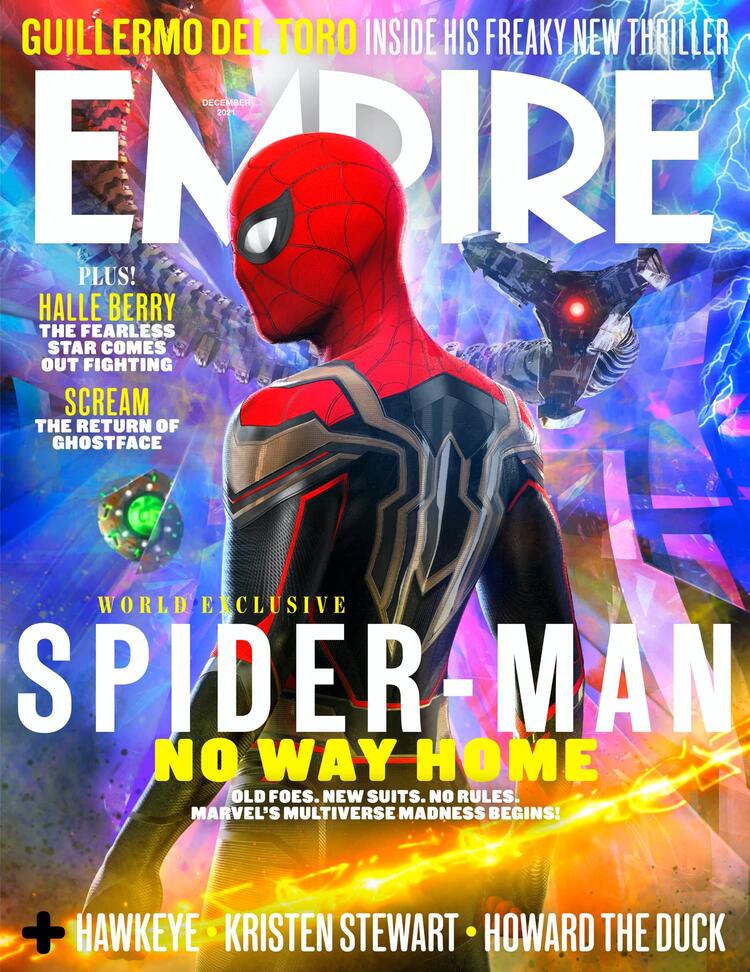 GUILLERMO DEL TORO INSIDE HIS FREAKY NEW THRILLER
EMPIRE
DECEMBER
2021
PLUS!
HALLE BERRY
THE FEARLESS
STAR COMES
OUT FIGHTING
SCREAM
THE RETURN OF
GHOSTFACE
WORLD EXCLUSIVE
SPIDER-MAN
NO WAY HOME
OLD FOES. NEW SUITS. NO RULES.
MARVEL'S MULTIVERSE MADNESS BEGINS!
+ HAWKEYE • KRISTEN STEWART • HOWARD THE DUCK